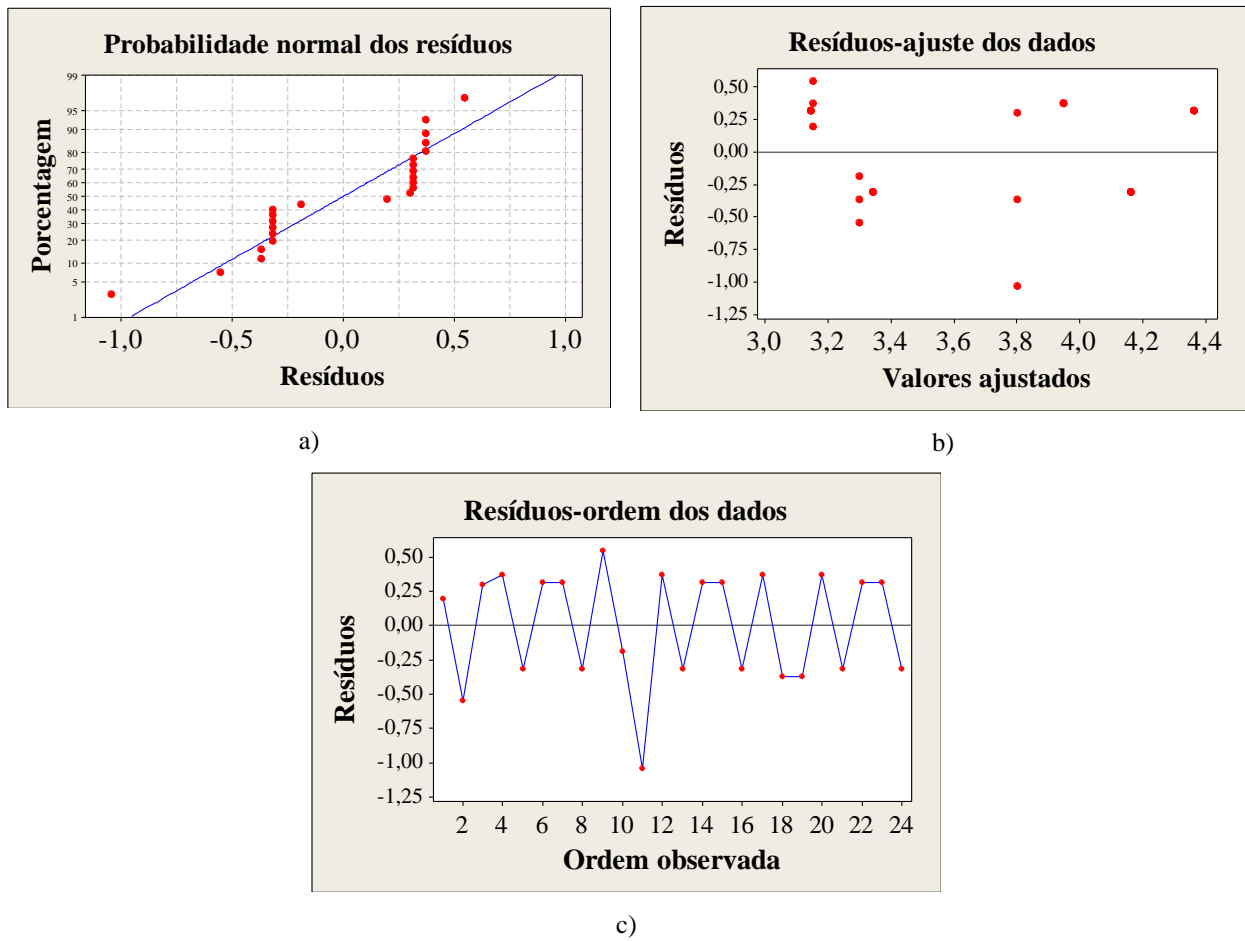 Probabilidade normal dos resíduos
Porcentagem
99
95
90
80
70
60
50
40
30
20
10
5
1
-1,0 -0,5 0,0 0,5 1,0
Resíduos
a)
Resíduos-ajuste dos dados
Resíduos
0,50
0,25
0,00
-0,25
-0,50
-0,75
-1,00
-1,25
3,0 3,2 3,4 3,6 3,8 4,0 4,2 4,4
Valores ajustados
b)
Resíduos-ordem dos dados
Resíduos
0,50
0,25
0,00
-0,25
-0,50
-0,75
-1,00
-1,25
2 4 6 8 10 12 14 16 18 20 22 24
Ordem observada
c)